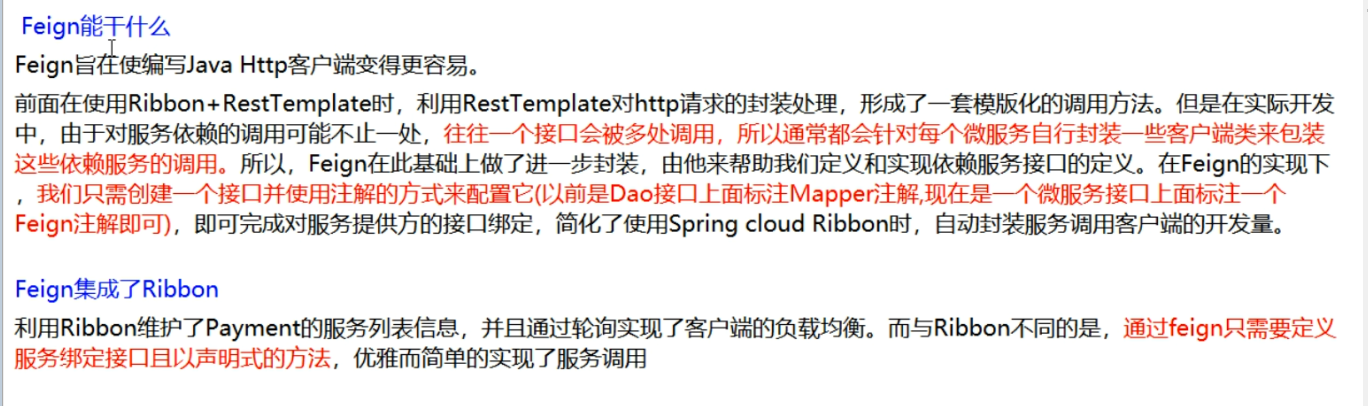 Feign能干什么
Feign旨在使编写Java Http客户端变得更容易。
前面在使用Ribbon+RestTemplate时，利用RestTemplate对http请求的封装处理，形成了一套模版化的调用方法。但是在实际开发
中，由于对服务依赖的调用可能不止一处，往往一个接口会被多处调用，所以通常都会针对每个微服务自行封装一些客户端类来包装
这些依赖服务的调用。所以，Feign在此基础上做了进一步封装，由他来帮助我们定义和实现依赖服务接口的定义。在Feign的实现下
，我们只需创建一个接口并使用注解的方式来配置它(以前是Dao接口上面标注Mapper注解,现在是一个微服务接口上面标注一个
Feign注解即可)，即可完成对服务提供方的接口绑定，简化了使用Spring cloud Ribbon时，自动封装服务调用客户端的开发量。
Feign集成了Ribbon
利用Ribbon维护了Payment的服务列表信息，并且通过轮询实现了客户端的负载均衡。而与Ribbon不同的是，通过feign只需要定义
服务绑定接口且以声明式的方法，优雅而简单的实现了服务调用